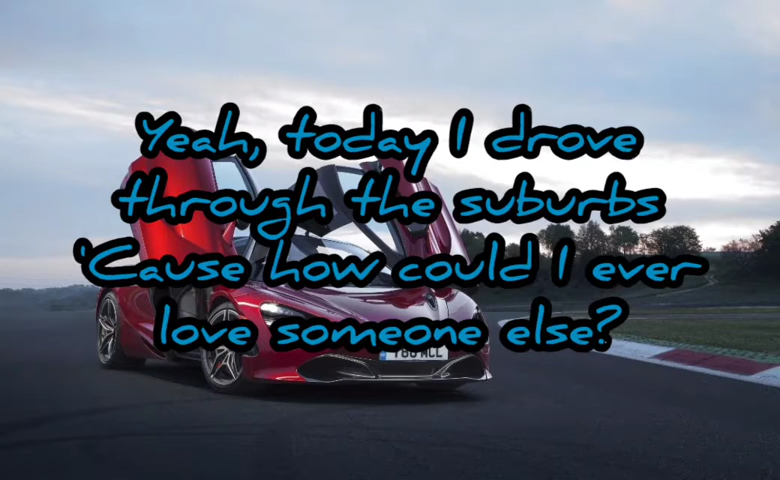 Yeah, today I drove
through the suburbs
'Cause how could I ever
love someone else?